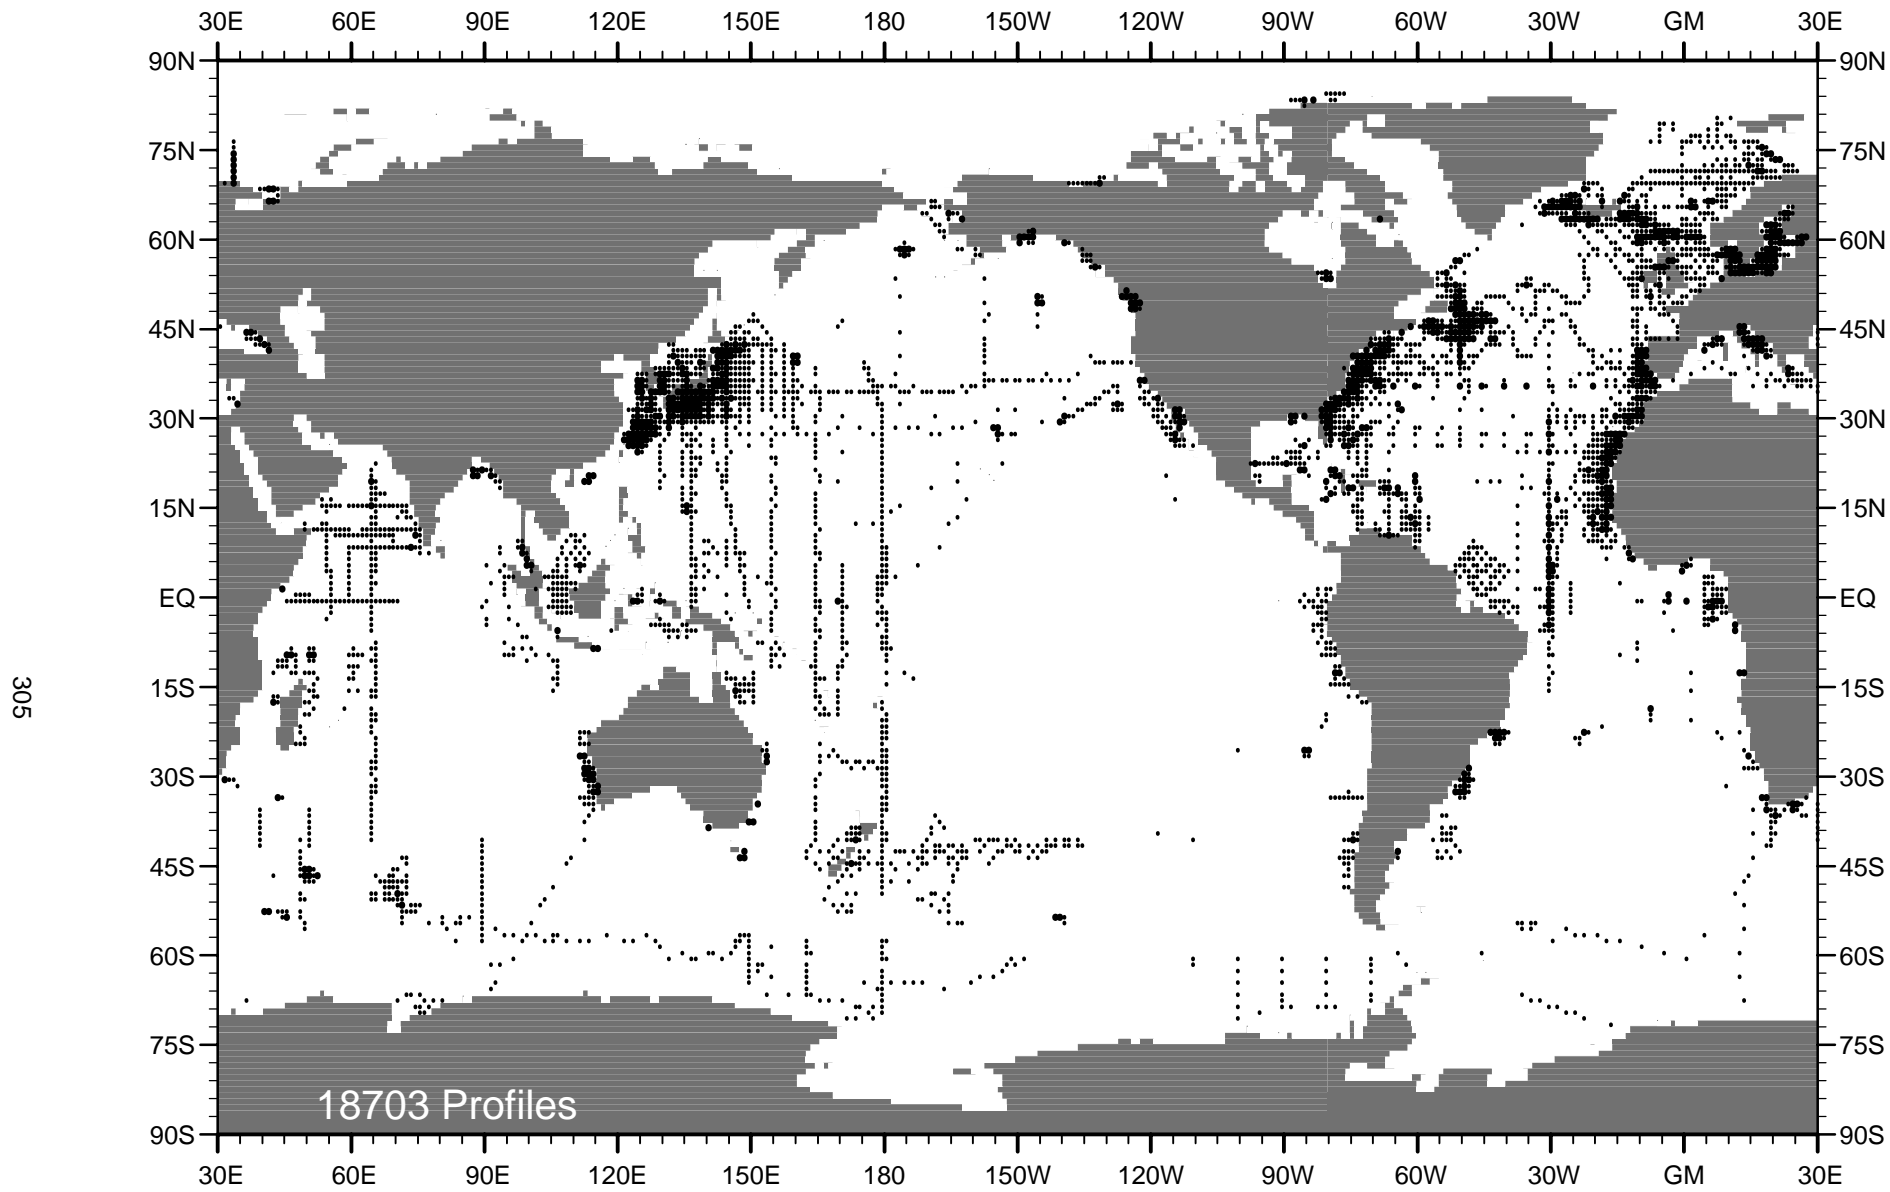 30E 60E 90E 120E 150E 180 150W 120W 90W 60W 30W GM 30E
90N 90N
75N 75N
60N 60N
45N 45N
30N 30N
15N 15N
EQ EQ
15S 15S
305
30S 30S
45S 45S
60S 60S
75S 75S
18703 Profiles
90S 90S
30E 60E 90E 120E 150E 180 150W 120W 90W 60W 30W GM 30E